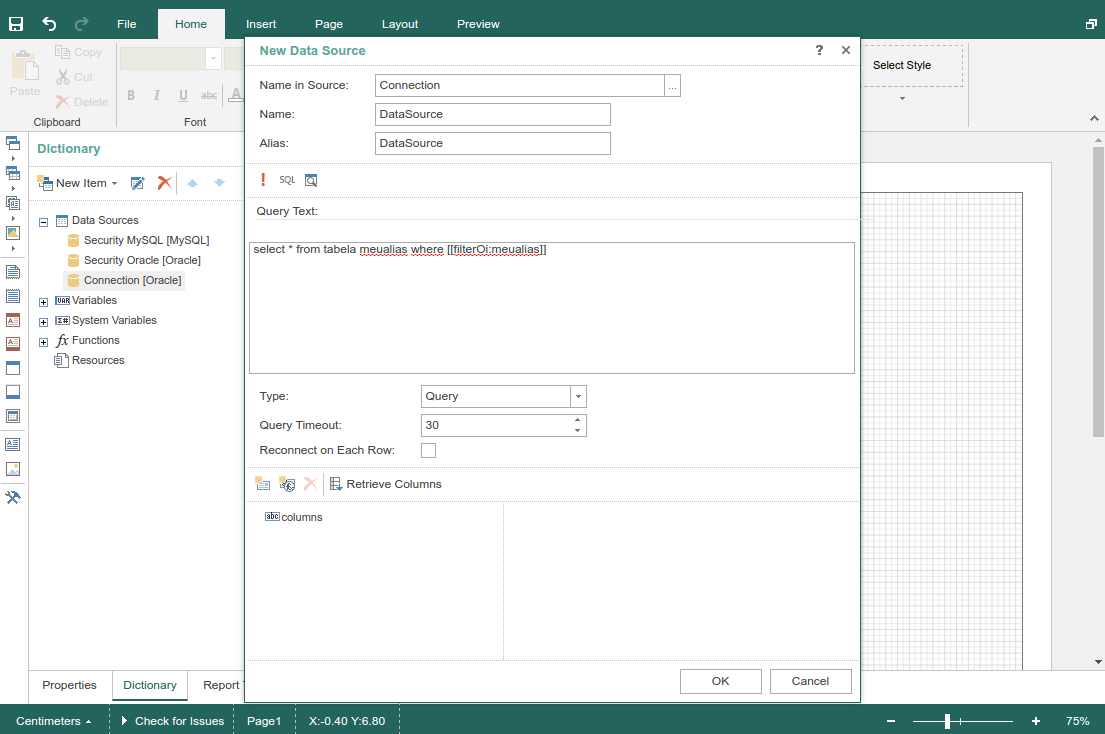 File
Home
Insert
Page
Layout
Preview
Copy
Cut
Paste
Delete
Clipboard
B I U abc A
Font
Select Style
Dictionary
New Item
Data Sources
Security MySQL [MySQL]
Security Oracle [Oracle]
Connection [Oracle]
Variables
System Variables
Functions
Resources
New Data Source
?
Name in Source:
Connection
...
Name:
DataSource
Alias:
DataSource
! SQL
Query Text:
select * from tabela meualias where [[filterOi:meualias]]
Type:
Query
Query Timeout:
30
Reconnect on Each Row:
Retrieve Columns
abc columns
OK
Cancel
Properties
Dictionary
Report
Centimeters
Check for Issues
Page1
X:-0.40 Y:6.80
75%